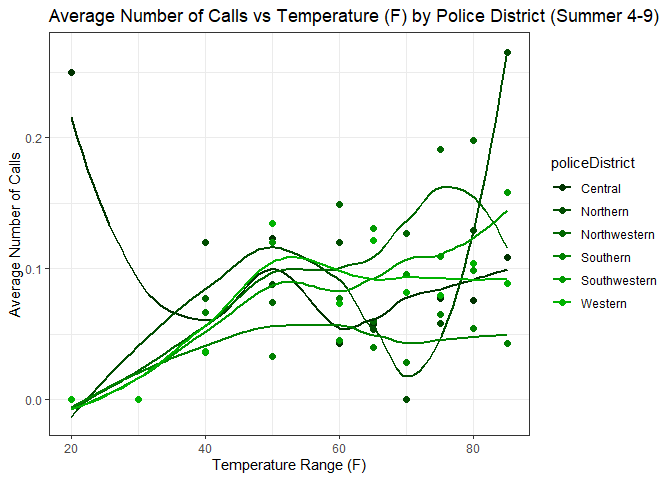 Average Number of Calls vs Temperature (F) by Police District (Summer 4-9)
Average Number of Calls
0.2
0.1
0.0
20
40
60
80
Temperature Range (F)
policeDistrict
Central
Northern
Northwestern
Southern
Southwestern
Western